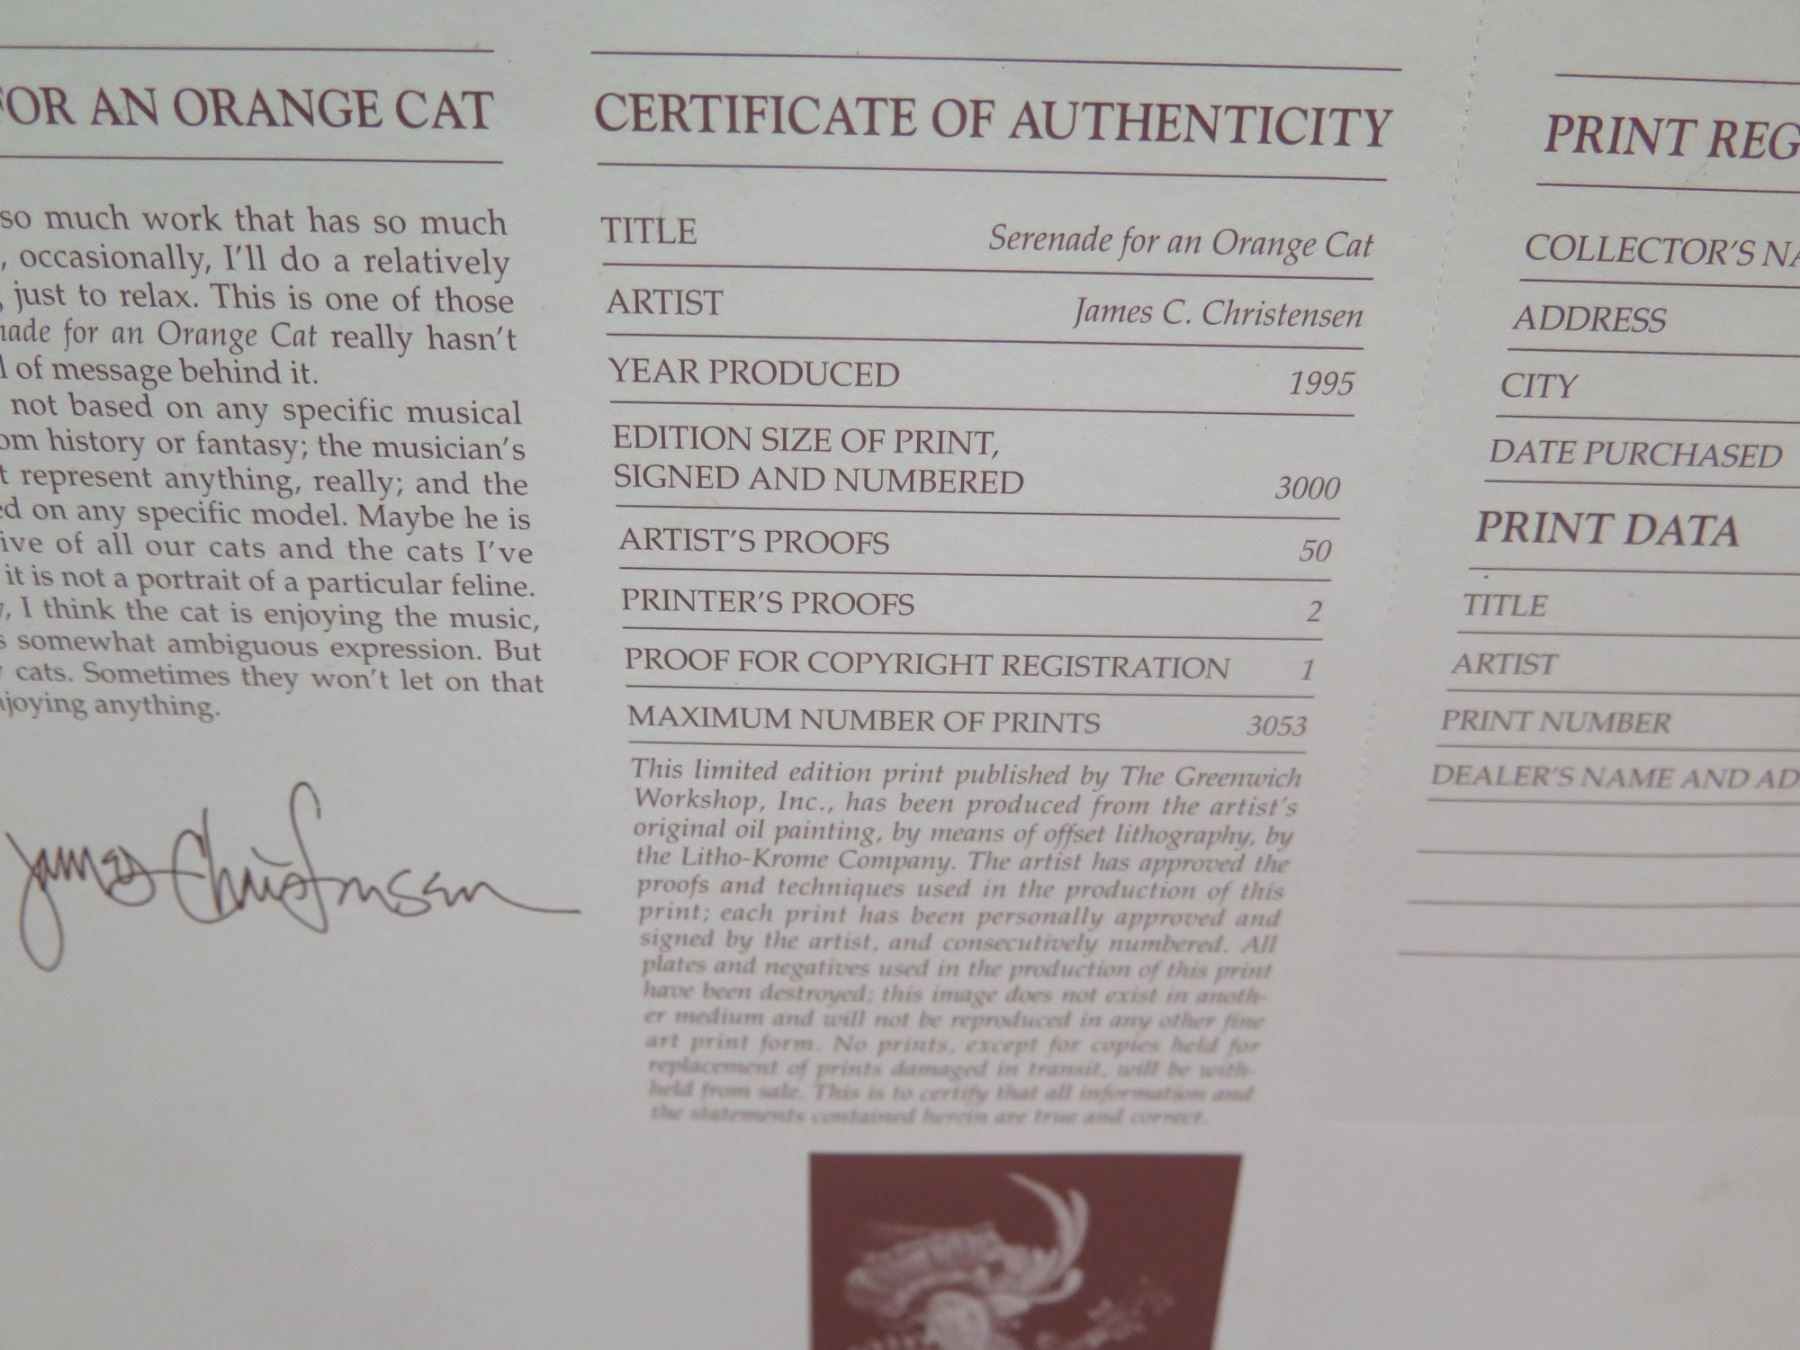 FOR AN ORANGE CAT
so much work that has so much
, occasionally, I'll do a relatively
, just to relax. This is one of those
nade for an Orange Cat really hasn't
l of message behind it.
not based on any specific musical
om history or fantasy; the musician's
t represent anything, really; and the
ed on any specific model. Maybe he is
ive of all our cats and the cats I've
it is not a portrait of a particular feline.
y, I think the cat is enjoying the music,
s somewhat ambiguous expression. But
y cats. Sometimes they won't let on that
njoying anything.
James Christensen
CERTIFICATE OF AUTHENTICITY
TITLE Serenade for an Orange Cat
ARTIST James C. Christensen
YEAR PRODUCED 1995
EDITION SIZE OF PRINT,
SIGNED AND NUMBERED 3000
ARTIST'S PROOFS 50
PRINTER'S PROOFS 2
PROOF FOR COPYRIGHT REGISTRATION 1
MAXIMUM NUMBER OF PRINTS 3053
This limited edition print published by The Greenwich
Workshop, Inc., has been produced from the artist's
original oil painting, by means of offset lithography, by
the Litho-Krome Company. The artist has approved the
proofs and techniques used in the production of this
print; each print has been personally approved and
signed by the artist, and consecutively numbered. All
plates and negatives used in the production of this print
have been destroyed; this image does not exist in anoth-
er medium and will not be reproduced in any other fine
art print form. No prints, except for copies held for
replacement of prints damaged in transit, will be with-
held from sale. This is to certify that all information and
the statements contained herein are true and correct.
PRINT REG
COLLECTOR'S NA
ADDRESS
CITY
DATE PURCHASED
PRINT DATA
TITLE
ARTIST
PRINT NUMBER
DEALER'S NAME AND AD